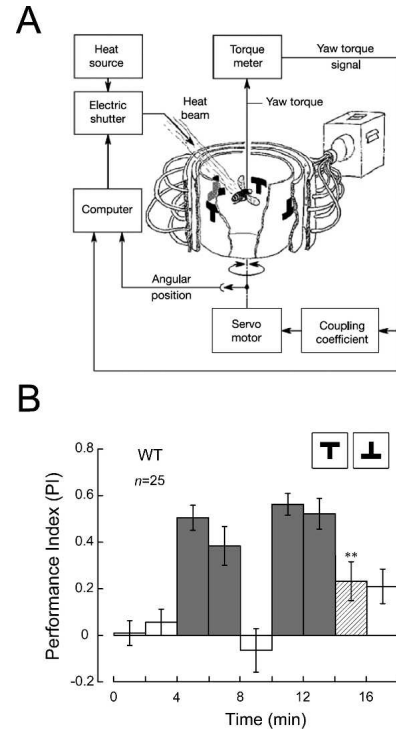 A
Heat
source
Torque
meter
Yaw torque
signal
Electric
shutter
Heat
beam
Yaw torque
Computer
Angular
position
Servo
motor
Coupling
coefficient
B
Performance Index (PI)
0.8
0.6
0.4
0.2
0
-0.2
WT
n=25
T
**
0
4
8
12
16
Time (min)